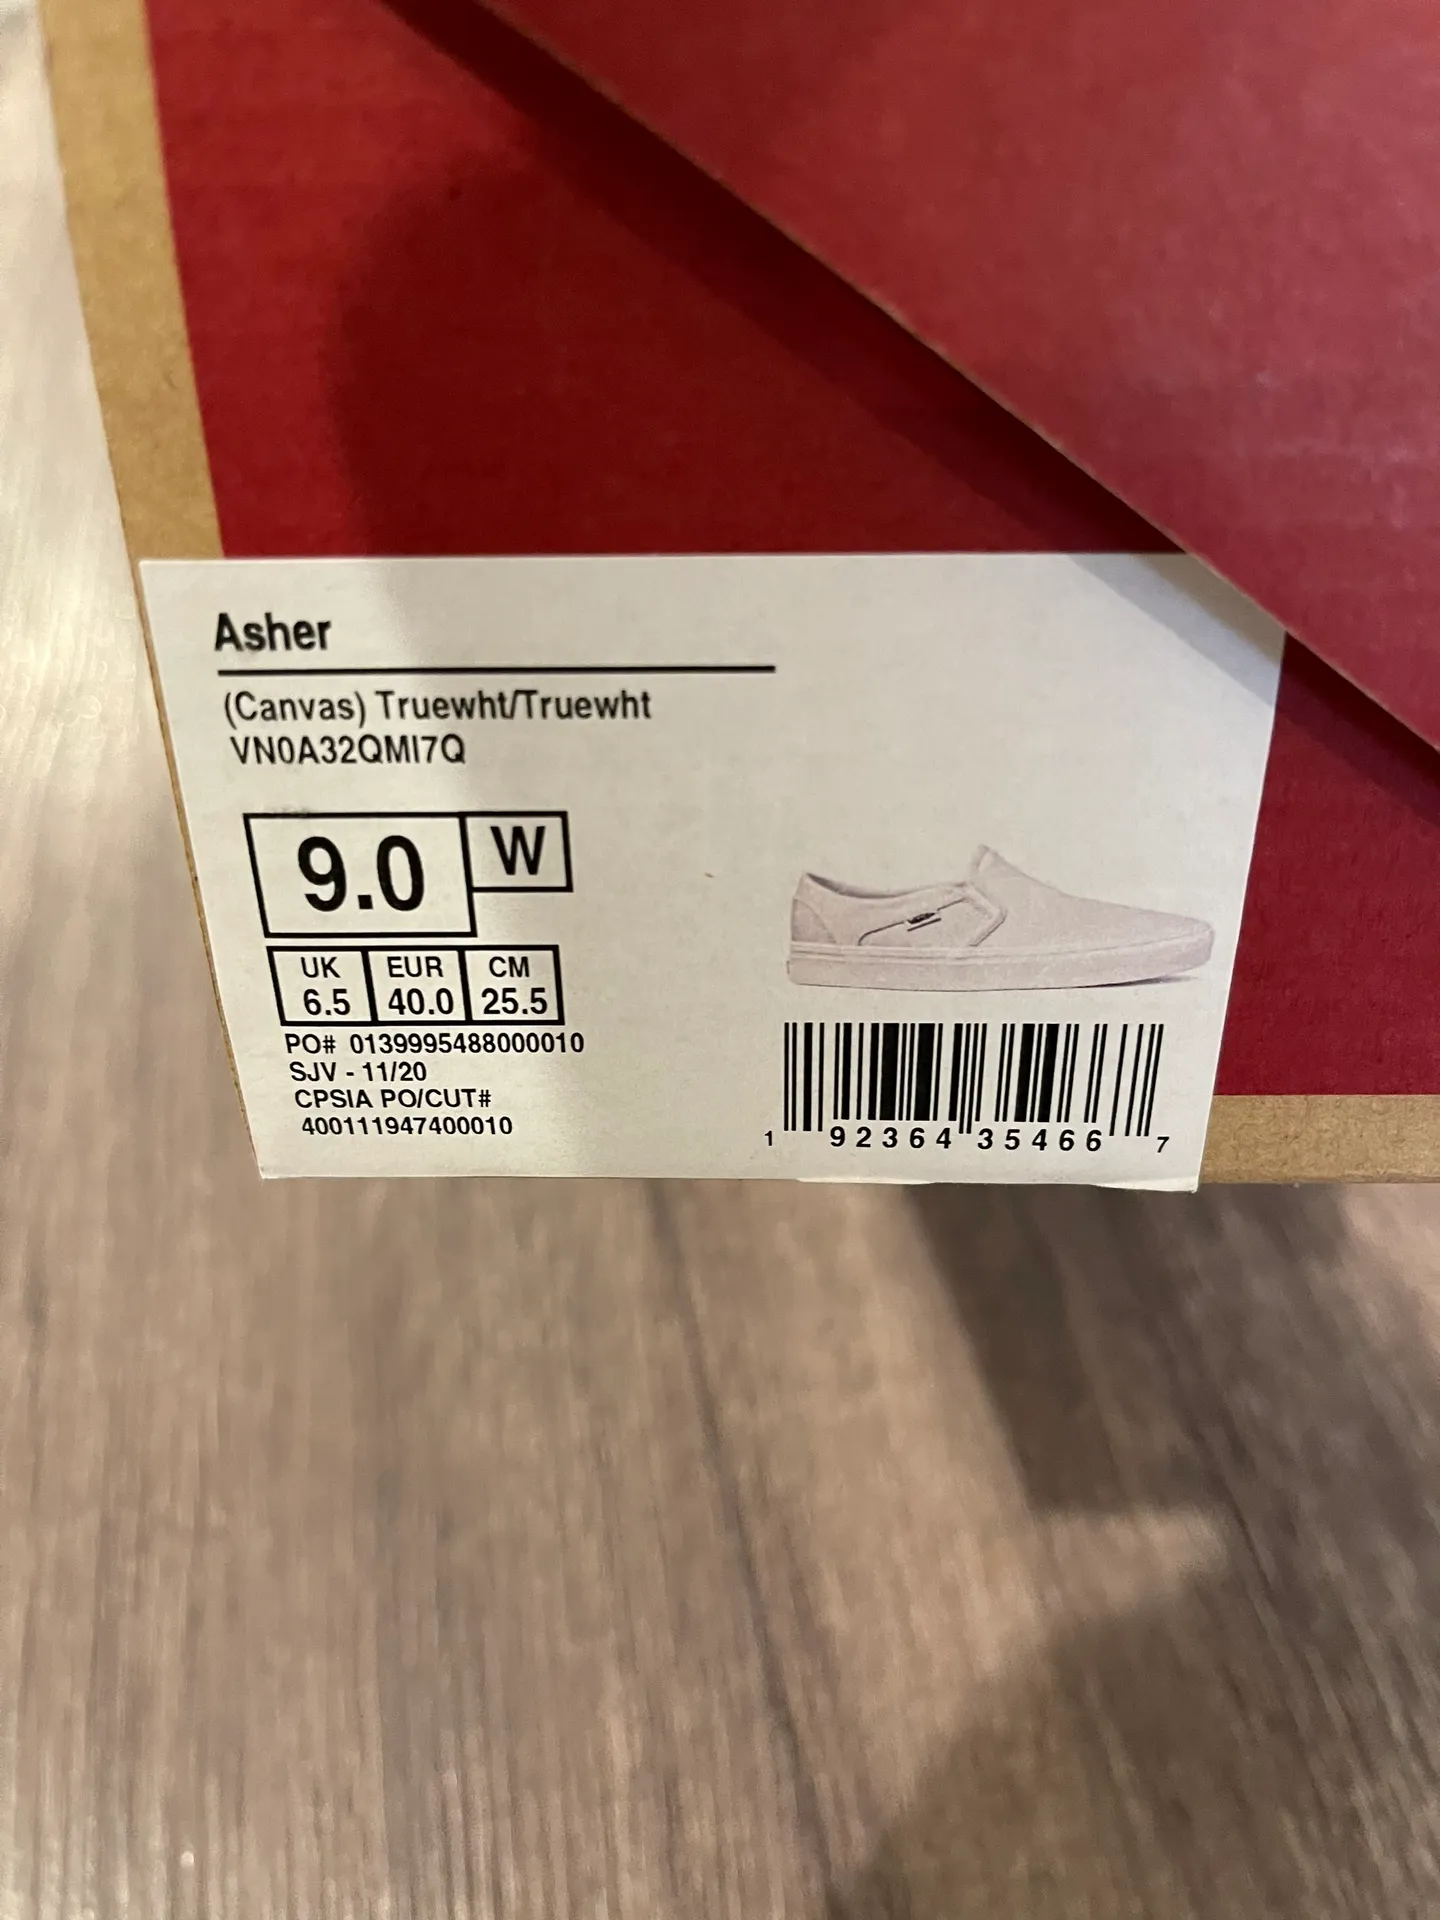 Asher
(Canvas) Truewht/Truewht
VN0A32QMI7Q
9.0 W
UK EUR CM
6.5 40.0 25.5
PO# 0139995488000010
SJV - 11/20
CPSIA PO/CUT#
400111947400010
1 92364 35466 7